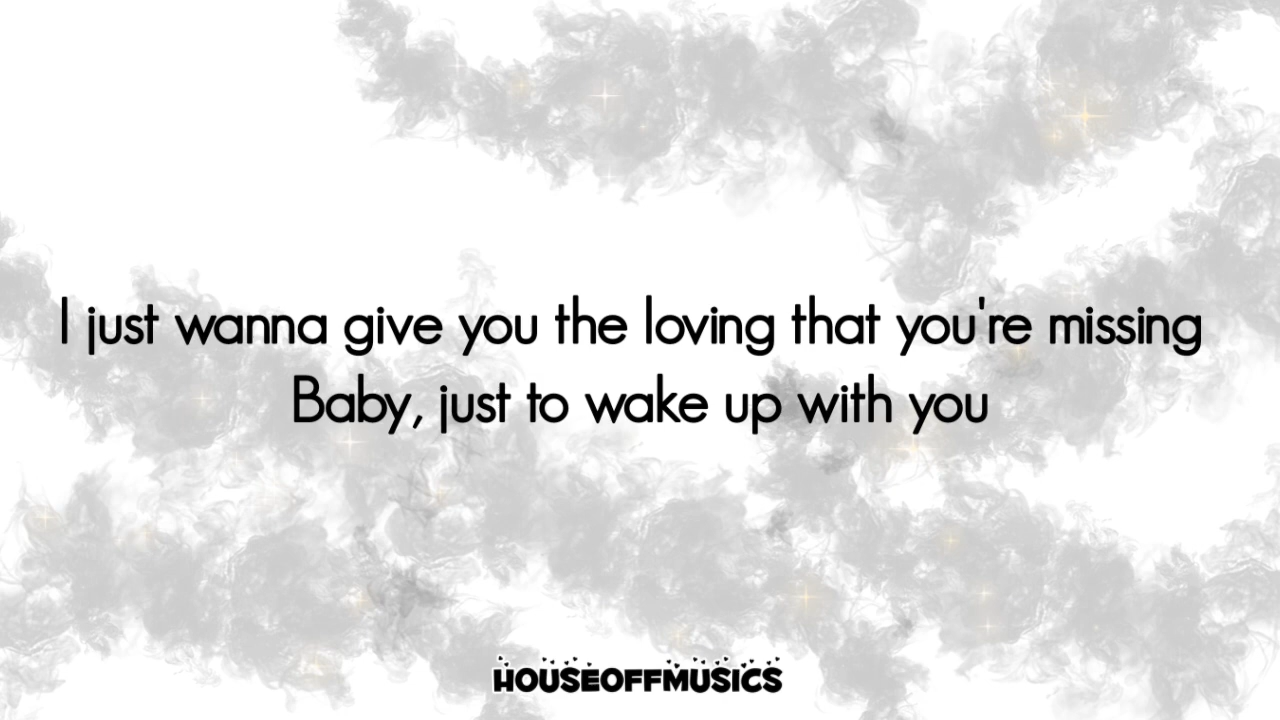 I just wanna give you the loving that you're missing
Baby, just to wake up with you
HOUSEOFFMUSICS